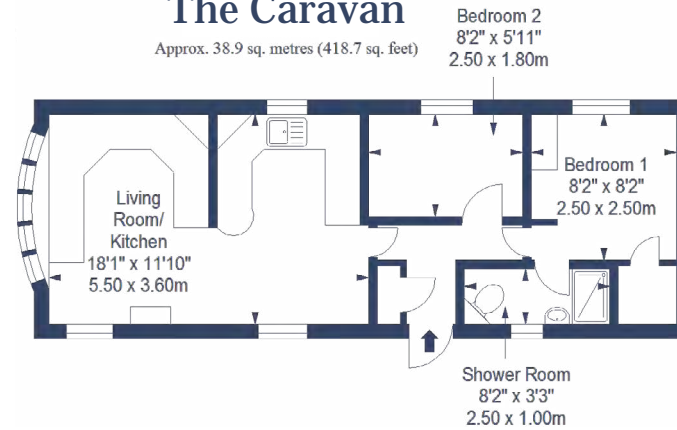 The Caravan
Approx. 38.9 sq. metres (418.7 sq. feet)
Bedroom 2
8'2" x 5'11"
2.50 x 1.80m
Bedroom 1
8'2" x 8'2"
2.50 x 2.50m
Living
Room/
Kitchen
18'1" x 11'10"
5.50 x 3.60m
Shower Room
8'2" x 3'3"
2.50 x 1.00m